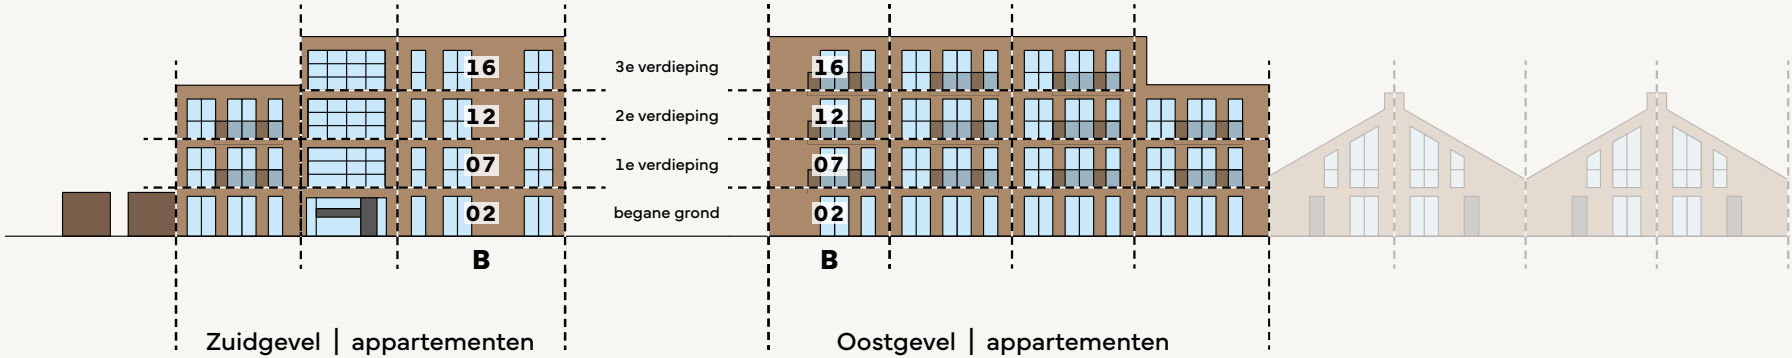 16 3e verdieping 16
12 2e verdieping 12
07 1e verdieping 07
02 begane grond 02
B B
Zuidgevel | appartementen Oostgevel | appartementen